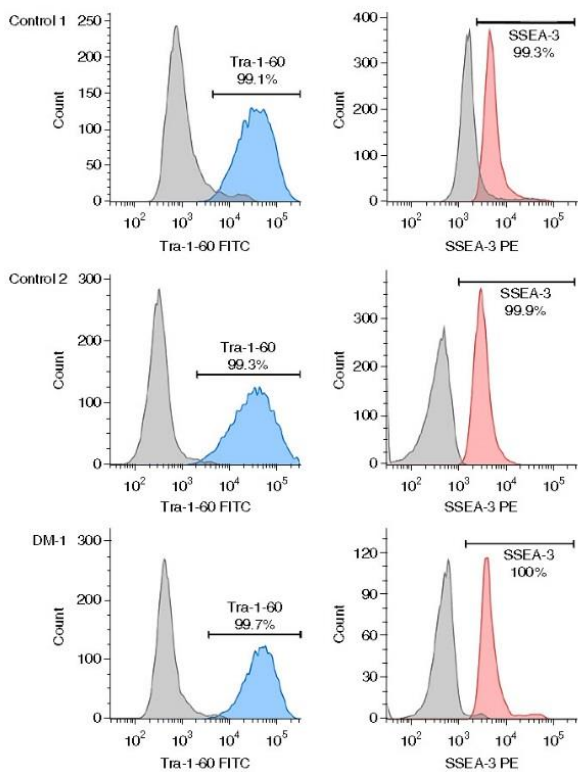 Control 1
250
200
150
100
50
0
Count
Tra-1-60
99.1%
10² 10³ 10⁴ 10⁵
Tra-1-60 FITC
400
300
200
100
0
Count
SSEA-3
99.3%
10² 10³ 10⁴ 10⁵
SSEA-3 PE
Control 2
300
200
100
0
Count
Tra-1-60
99.3%
10² 10³ 10⁴ 10⁵
Tra-1-60 FITC
400
300
200
100
0
Count
SSEA-3
99.9%
10² 10³ 10⁴ 10⁵
SSEA-3 PE
DM-1
300
200
100
0
Count
Tra-1-60
99.7%
10² 10³ 10⁴ 10⁵
Tra-1-60 FITC
120
90
60
30
0
Count
SSEA-3
100%
10² 10³ 10⁴ 10⁵
SSEA-3 PE